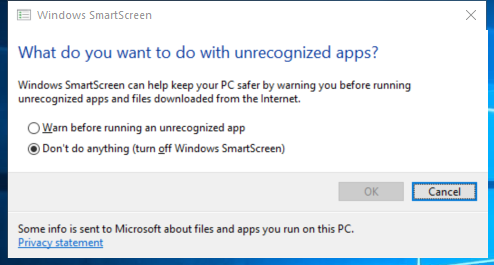 Windows SmartScreen
What do you want to do with unrecognized apps?
Windows SmartScreen can help keep your PC safer by warning you before running
unrecognized apps and files downloaded from the Internet.
Warn before running an unrecognized app
Don't do anything (turn off Windows SmartScreen)
OK Cancel
Some info is sent to Microsoft about files and apps you run on this PC.
Privacy statement